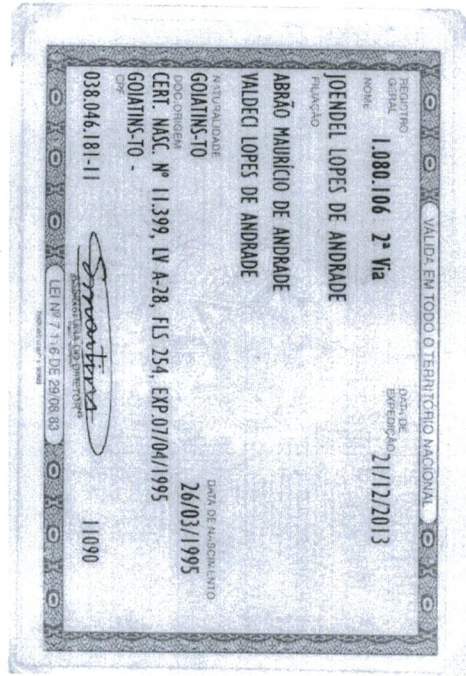 VÁLIDA EM TODO O TERRITÓRIO NACIONAL
REGISTRO GERAL 1.080.106 2ª Via DATA DE EXPEDIÇÃO 21/12/2013
NOME
JOENDEL LOPES DE ANDRADE
FILIAÇÃO
ABRÃO MAURÍCIO DE ANDRADE
VALDECI LOPES DE ANDRADE
NATURALIDADE DATA DE NASCIMENTO
GOIATINS-TO 26/03/1995
DOC.ORIGEM
CERT. NASC. Nº 11.399, LV A-28, FLS 254, EXP.07/04/1995
GOIATINS-TO -
CPF
038.046.181-11 11090
Smartins
ASSINATURA DO DIRETOR
LEI Nº 7.116 DE 29/08/83